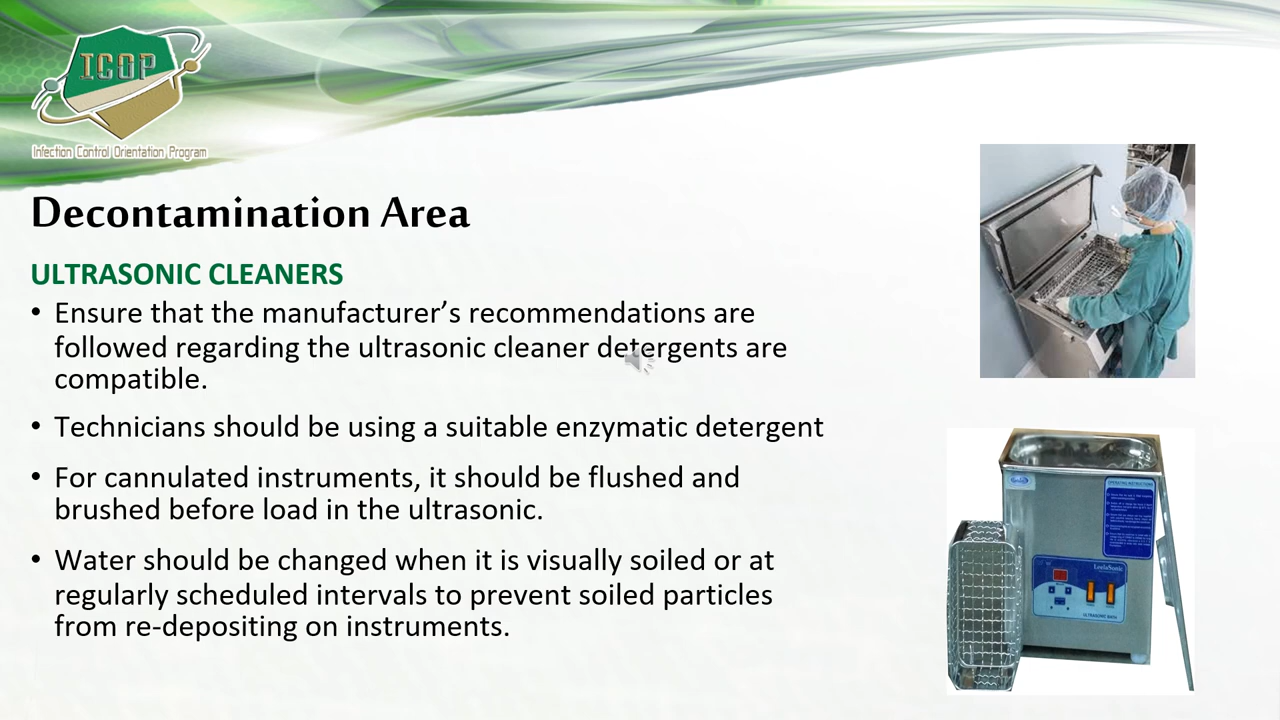 ICOP
Infection Control Orientation Program
Decontamination Area
ULTRASONIC CLEANERS
• Ensure that the manufacturer’s recommendations are
followed regarding the ultrasonic cleaner detergents are
compatible.
• Technicians should be using a suitable enzymatic detergent
• For cannulated instruments, it should be flushed and
brushed before load in the ultrasonic.
• Water should be changed when it is visually soiled or at
regularly scheduled intervals to prevent soiled particles
from re-depositing on instruments.
OPERATING INSTRUCTIONS
ULTRASONIC BATH